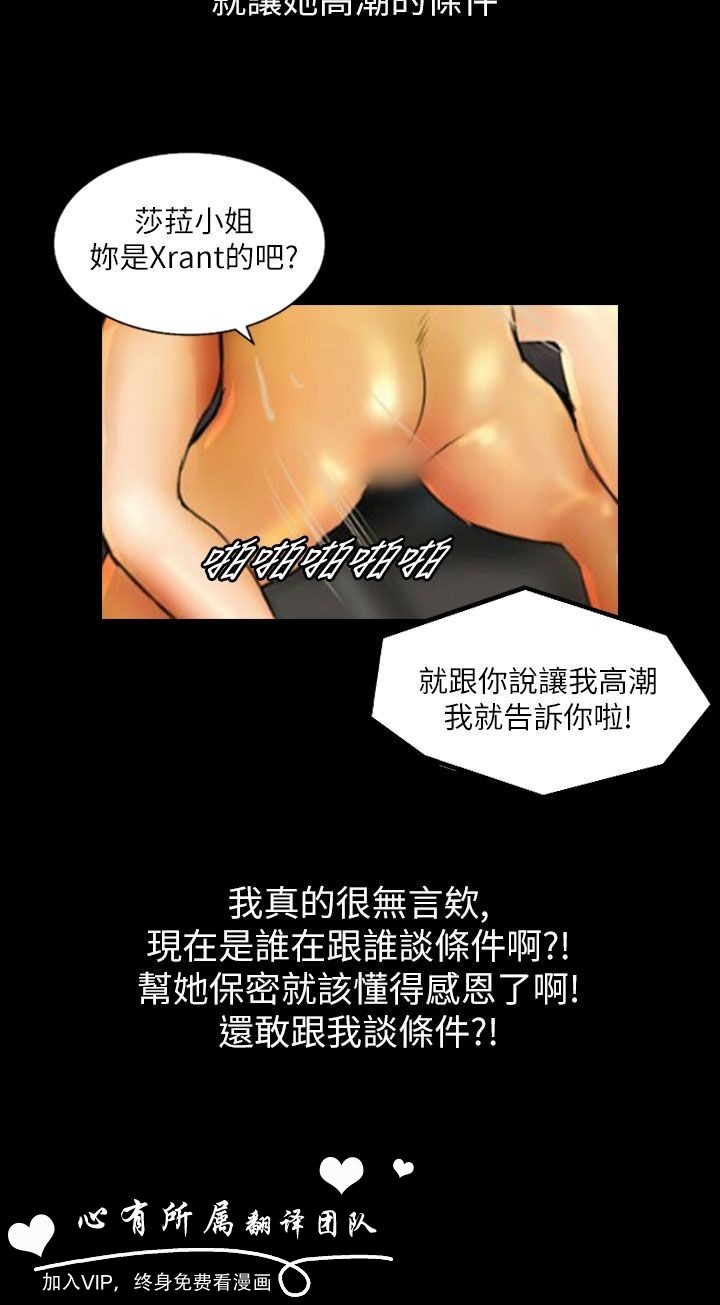 就讓她高潮的條件
莎菈小姐
妳是Xrant的吧?
啪啪啪啪啪
就跟你說讓我高潮
我就告訴你啦!
我真的很無言欸,
現在是誰在跟誰談條件啊?!
幫她保密就該懂得感恩了啊!
還敢跟我談條件?!
心有所属翻译团队
加入VIP，终身免费看漫画